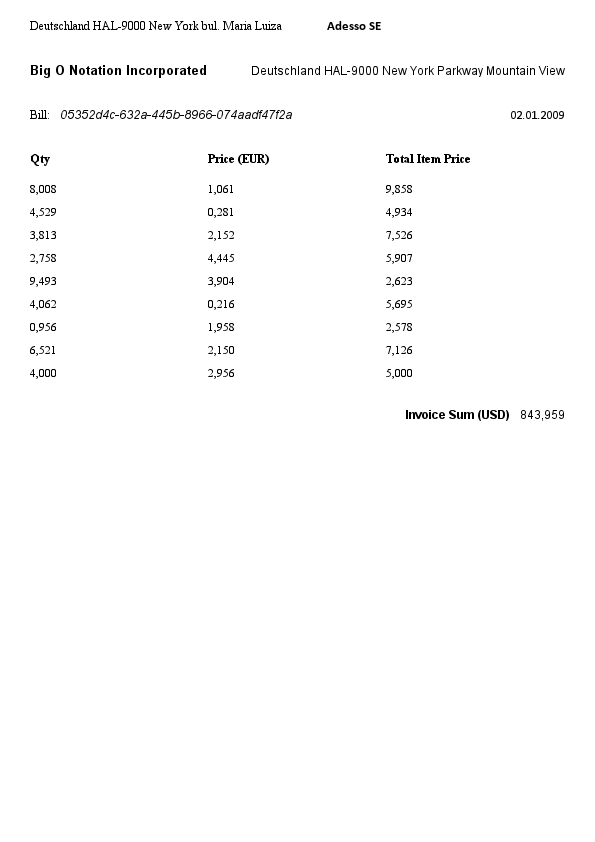 Deutschland HAL-9000 New York bul. Maria Luiza Adesso SE
Big O Notation Incorporated Deutschland HAL-9000 New York Parkway Mountain View
Bill: 05352d4c-632a-445b-8966-074aadf47f2a 02.01.2009
Qty Price (EUR) Total Item Price
8,008 1,061 9,858
4,529 0,281 4,934
3,813 2,152 7,526
2,758 4,445 5,907
9,493 3,904 2,623
4,062 0,216 5,695
0,956 1,958 2,578
6,521 2,150 7,126
4,000 2,956 5,000
Invoice Sum (USD) 843,959